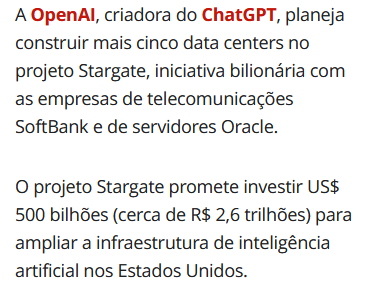 A OpenAI, criadora do ChatGPT, planeja
construir mais cinco data centers no
projeto Stargate, iniciativa bilionária com
as empresas de telecomunicações
SoftBank e de servidores Oracle.
O projeto Stargate promete investir US$
500 bilhões (cerca de R$ 2,6 trilhões) para
ampliar a infraestrutura de inteligência
artificial nos Estados Unidos.